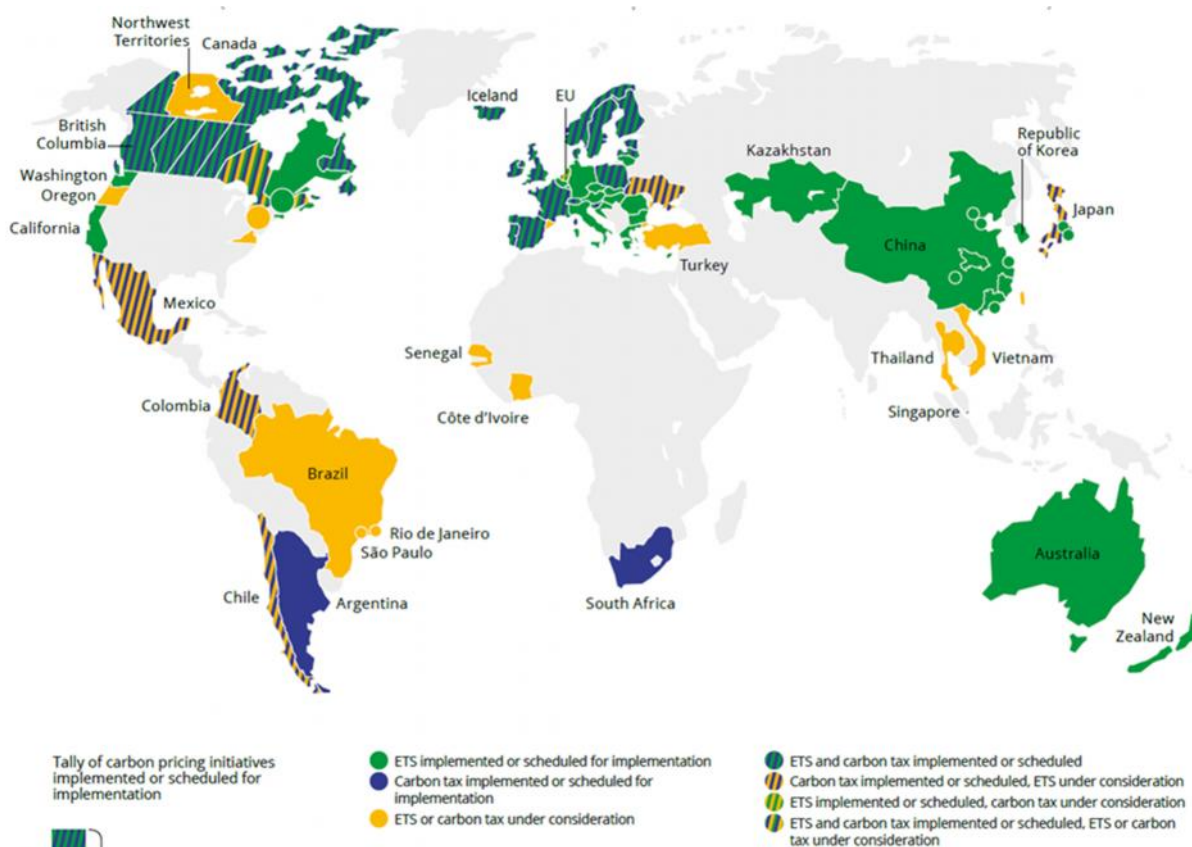 Northwest
Territories
Canada
British
Columbia
Washington
Oregon
California
Mexico
Iceland
EU
Kazakhstan
Republic
of Korea
Japan
China
Turkey
Senegal
Côte d'Ivoire
Thailand
Vietnam
Singapore
Colombia
Brazil
Rio de Janeiro
São Paulo
Chile
Argentina
South Africa
Australia
New
Zealand
Tally of carbon pricing initiatives
implemented or scheduled for
implementation
ETS implemented or scheduled for implementation
Carbon tax implemented or scheduled for
implementation
ETS or carbon tax under consideration
ETS and carbon tax implemented or scheduled
Carbon tax implemented or scheduled, ETS under consideration
ETS implemented or scheduled, carbon tax under consideration
ETS and carbon tax implemented or scheduled, ETS or carbon
tax under consideration